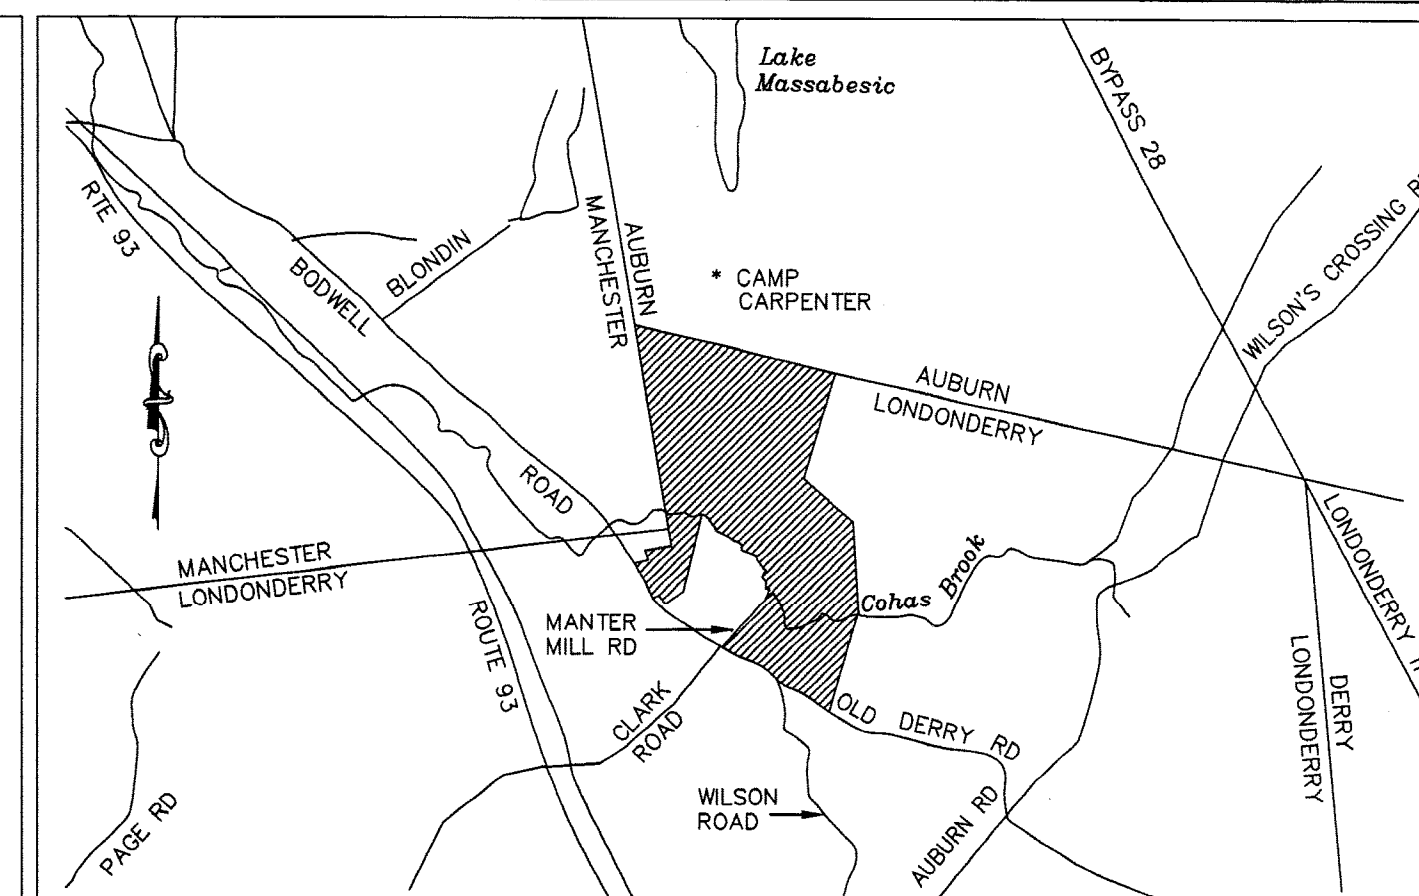 Lake
Massabesic
BYPASS 28
RTE 93
BODWELL
BLONDIN
MANCHESTER
AUBURN
* CAMP
CARPENTER
WILSON'S CROSSING
AUBURN
LONDONDERRY
ROAD
MANCHESTER
LONDONDERRY
ROUTE 93
MANTER
MILL RD
Cohas Brook
LONDONDERRY
LONDONDERRY
DERRY
CLARK
ROAD
OLD DERRY RD
WILSON
ROAD
AUBURN RD
PAGE RD